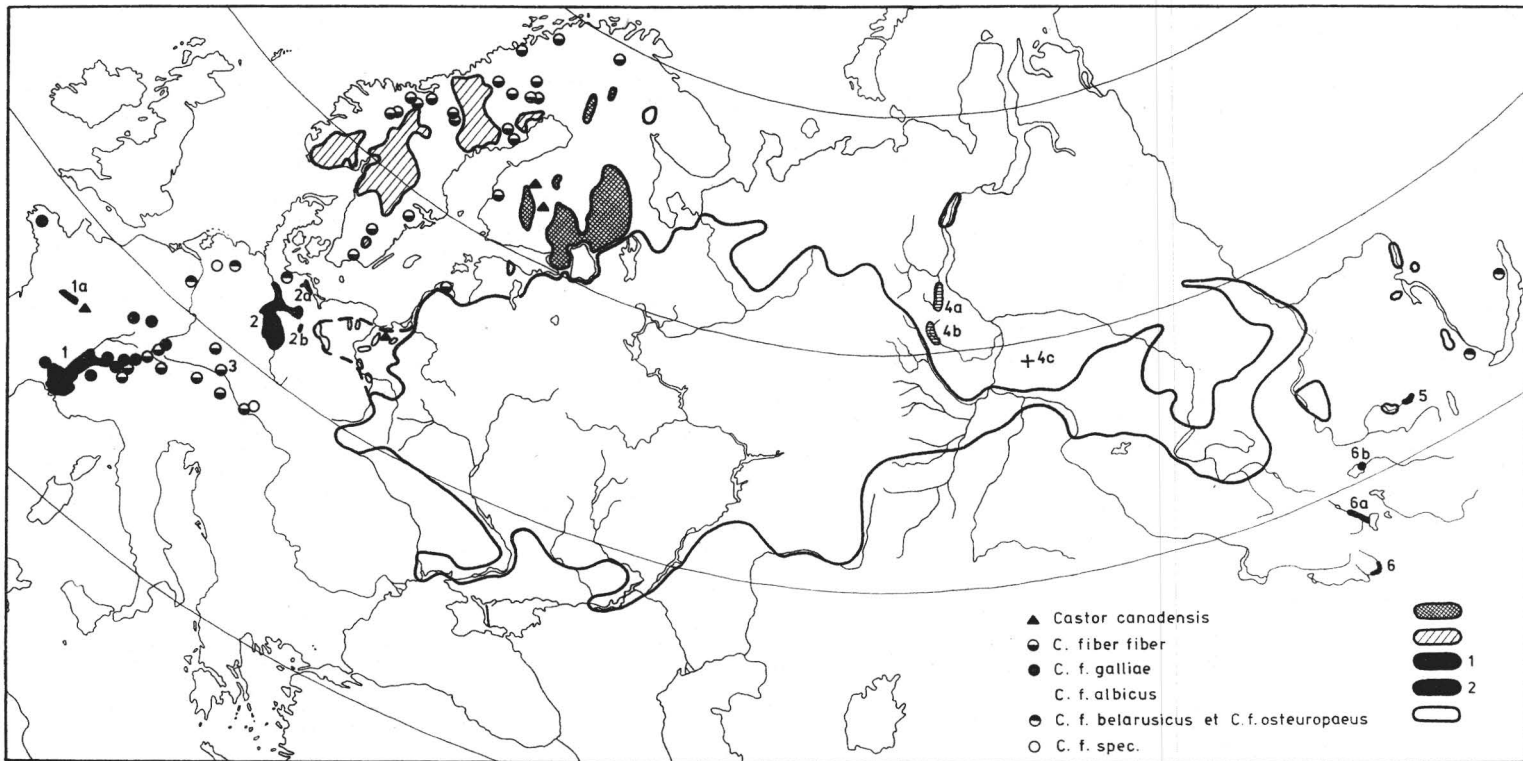 1a
1
2a
2
2b
3
4a
4b
4c
5
6b
6a
6
Castor canadensis
C. fiber fiber
C. f. galliae 1
C. f. albicus 2
C. f. belarusicus et C. f. osteuropaeus
C. f. spec.